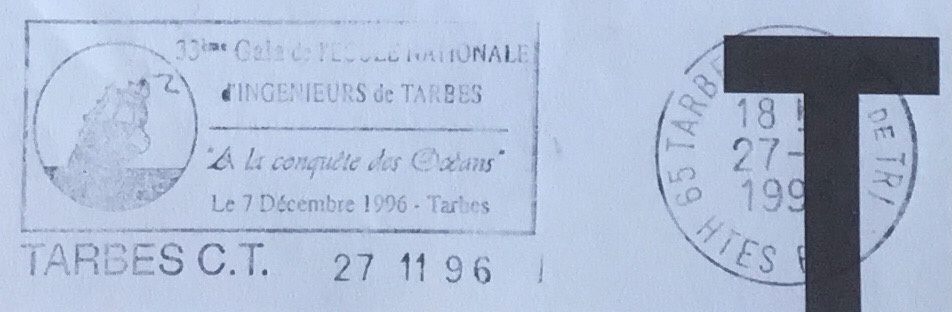 33ème Gala de l'ECOLE NATIONALE
d'INGENIEURS de TARBES
"A la conquête des Océans"
Le 7 Décembre 1996 - Tarbes
TARBES C.T. 27 11 96
65 TARBE
DE TRI
18
27-
199
HTES
T